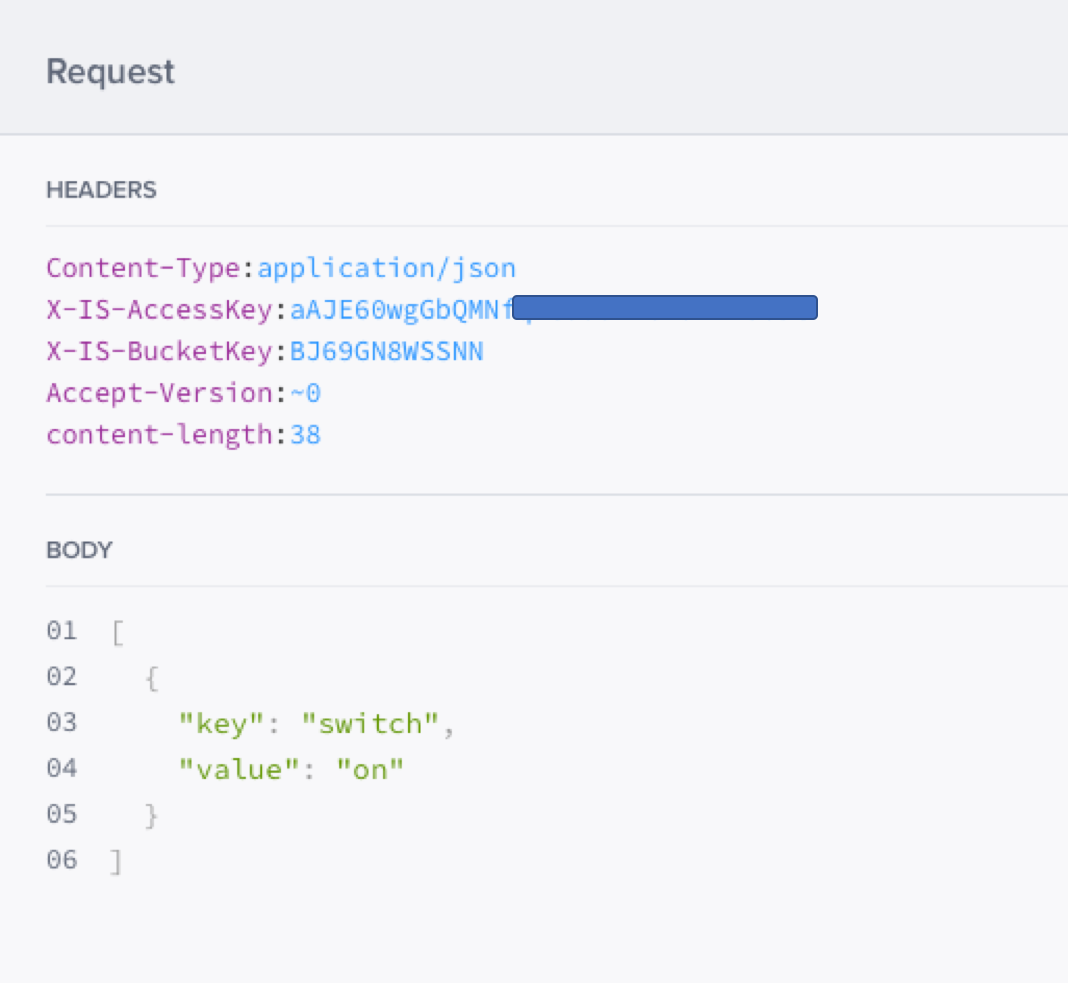 Request
HEADERS
Content-Type:application/json
X-IS-AccessKey:aAJE60wgGbQMNf
X-IS-BucketKey:BJ69GN8WSSNN
Accept-Version:~0
content-length:38
BODY
01 [
02 {
03 "key": "switch",
04 "value": "on"
05 }
06 ]